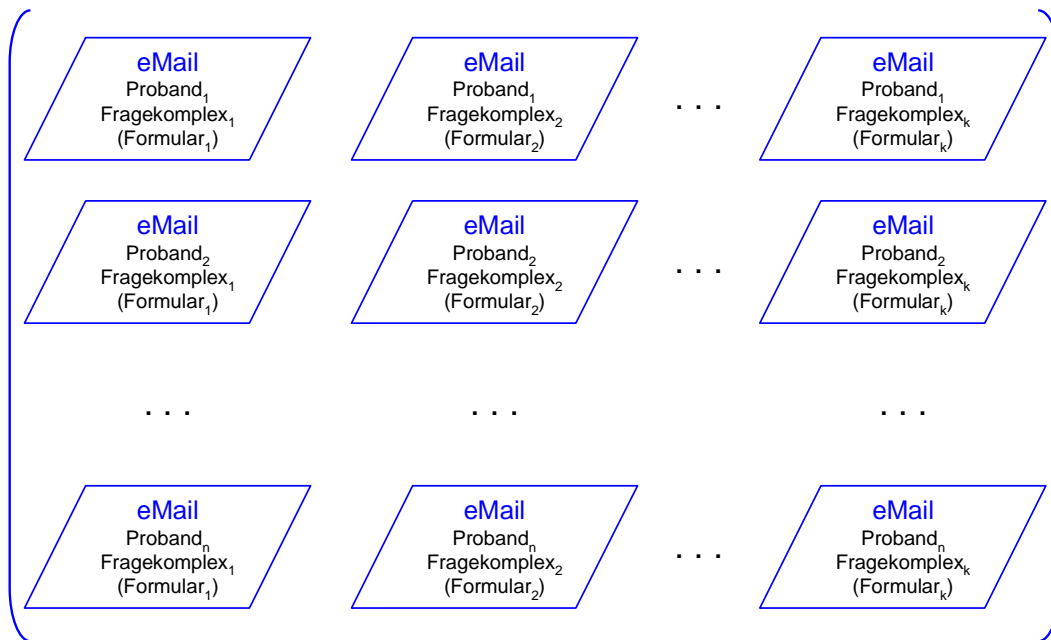 eMail
Proband₁
Fragekomplex₁
(Formular₁)
eMail
Proband₁
Fragekomplex₂
(Formular₂)
. . .
eMail
Proband₁
Fragekomplexₖ
(Formularₖ)
eMail
Proband₂
Fragekomplex₁
(Formular₁)
eMail
Proband₂
Fragekomplex₂
(Formular₂)
. . .
eMail
Proband₂
Fragekomplexₖ
(Formularₖ)
. . .
. . .
. . .
eMail
Probandₙ
Fragekomplex₁
(Formular₁)
eMail
Probandₙ
Fragekomplex₂
(Formular₂)
. . .
eMail
Probandₙ
Fragekomplexₖ
(Formularₖ)